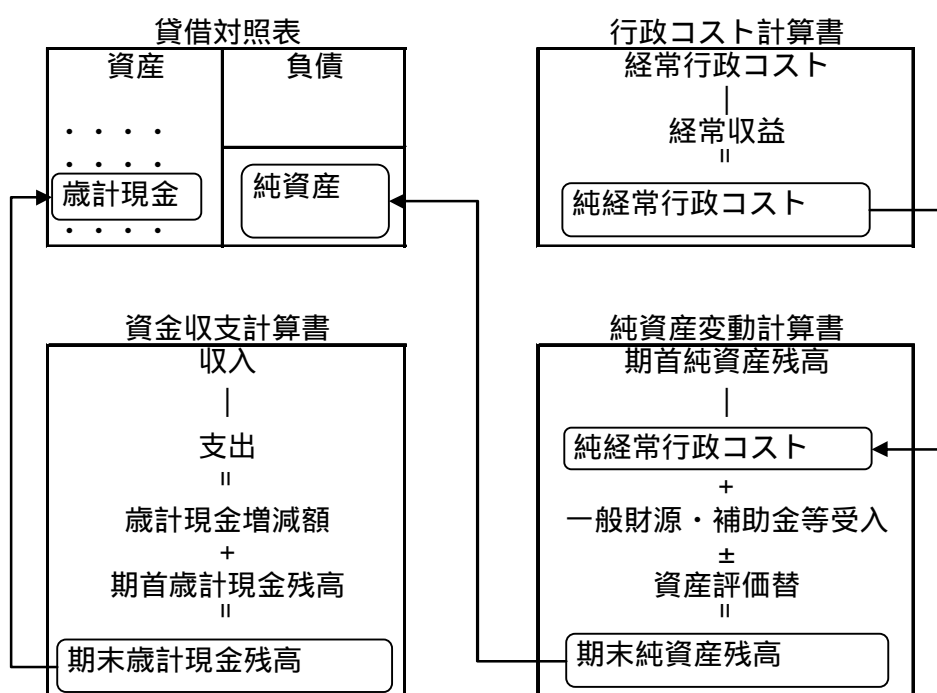 貸借対照表
資産
負債
・・・・
・・・・
歳計現金
・・・・
純資産
行政コスト計算書
経常行政コスト
|
経常収益
=
純経常行政コスト
資金収支計算書
収入
|
支出
=
歳計現金増減額
+
期首歳計現金残高
=
期末歳計現金残高
純資産変動計算書
期首純資産残高
|
純経常行政コスト
+
一般財源・補助金等受入
±
資産評価替
=
期末純資産残高